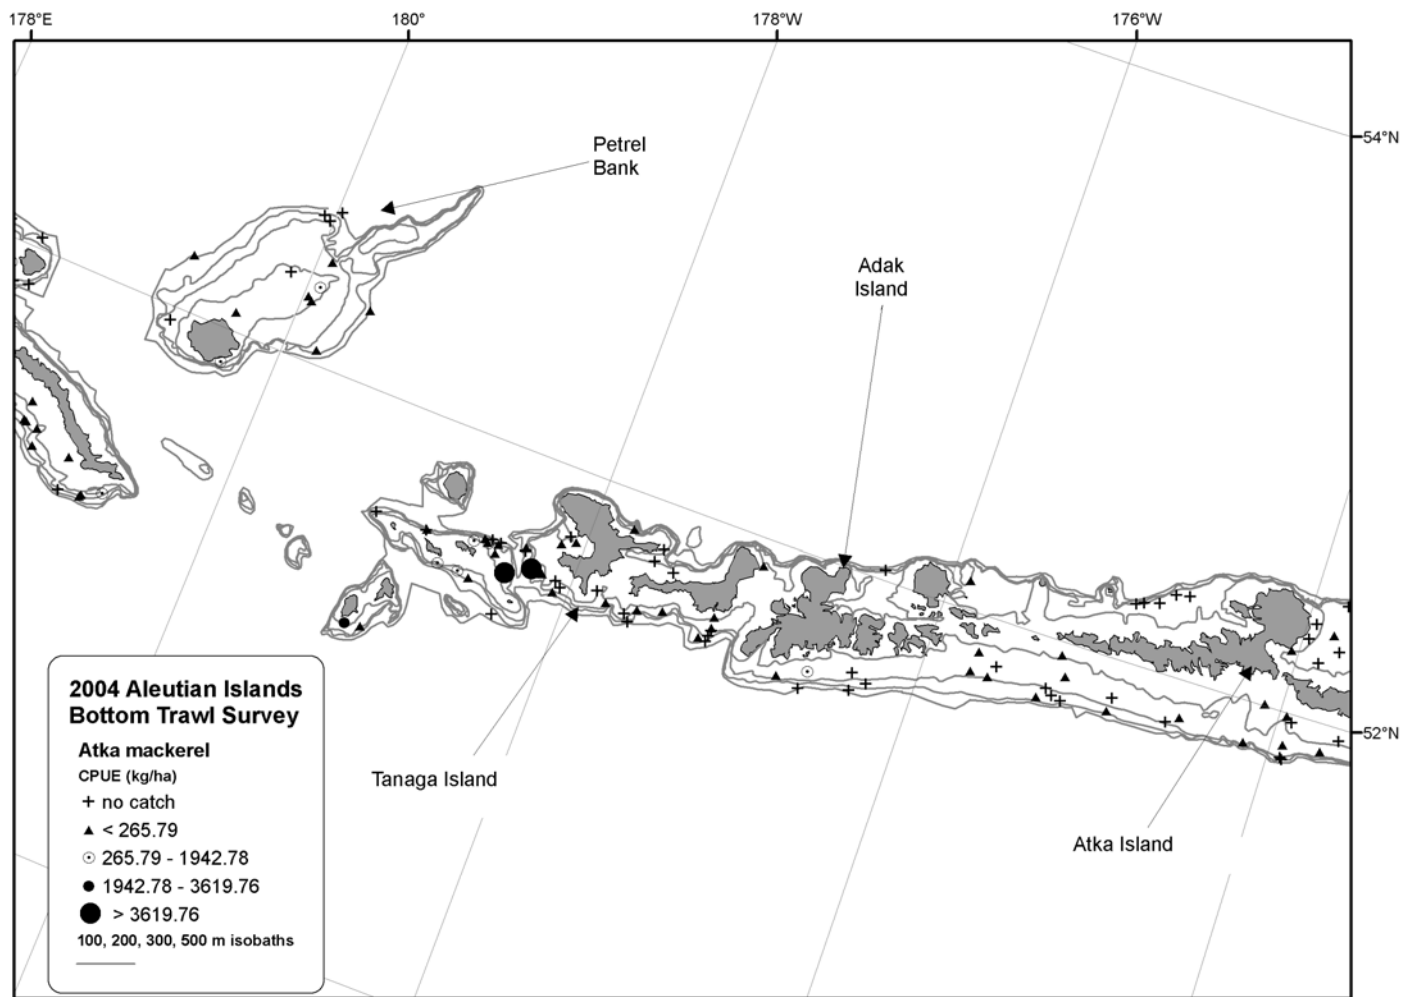 178°E
180°
178°W
176°W
54°N
Petrel
Bank
Adak
Island
2004 Aleutian Islands
Bottom Trawl Survey
Atka mackerel
CPUE (kg/ha)
no catch
< 265.79
265.79 - 1942.78
1942.78 - 3619.76
> 3619.76
100, 200, 300, 500 m isobaths
Tanaga Island
52°N
Atka Island